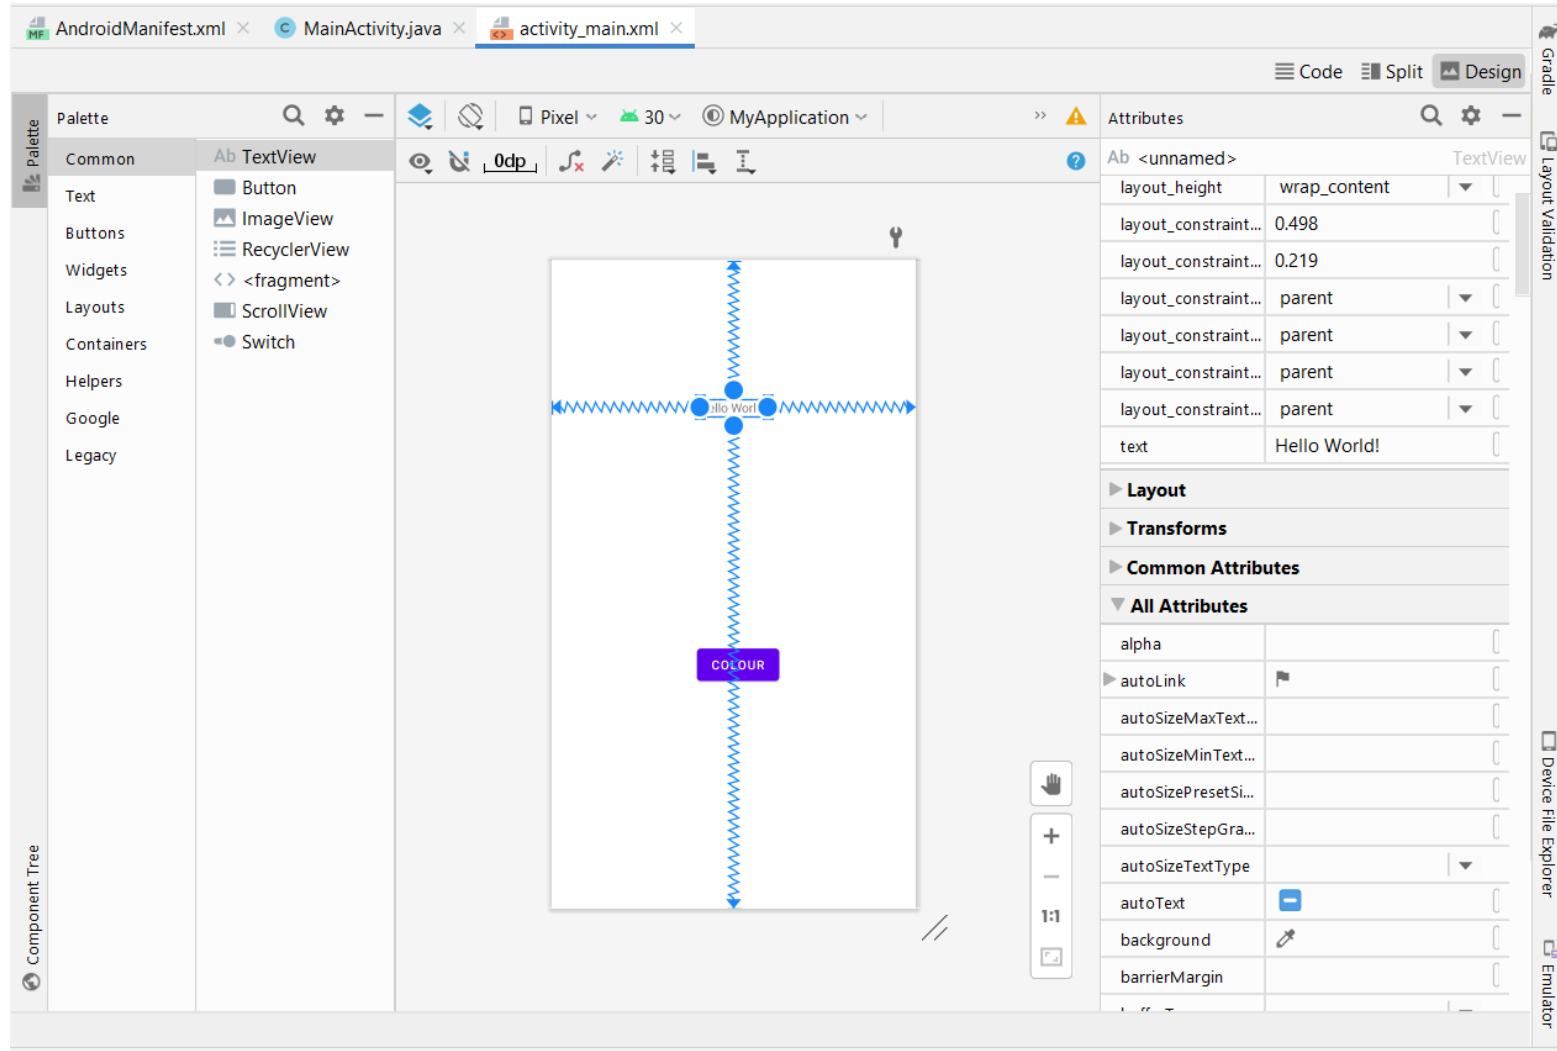 AndroidManifest.xml
MainActivity.java
activity_main.xml
Code
Split
Design
Palette
Palette
Common
Text
Buttons
Widgets
Layouts
Containers
Helpers
Google
Legacy
Ab TextView
Button
ImageView
RecyclerView
<fragment>
ScrollView
Switch
Component Tree
Pixel
30
MyApplication
0dp
ello Worl
COLOUR
1:1
Attributes
Ab <unnamed>
TextView
layout_height wrap_content
layout_constraint... 0.498
layout_constraint... 0.219
layout_constraint... parent
layout_constraint... parent
layout_constraint... parent
layout_constraint... parent
text Hello World!
Layout
Transforms
Common Attributes
All Attributes
alpha
autoLink
autoSizeMaxText...
autoSizeMinText...
autoSizePresetSi...
autoSizeStepGra...
autoSizeTextType
autoText
background
barrierMargin
Gradle
Layout Validation
Device File Explorer
Emulator